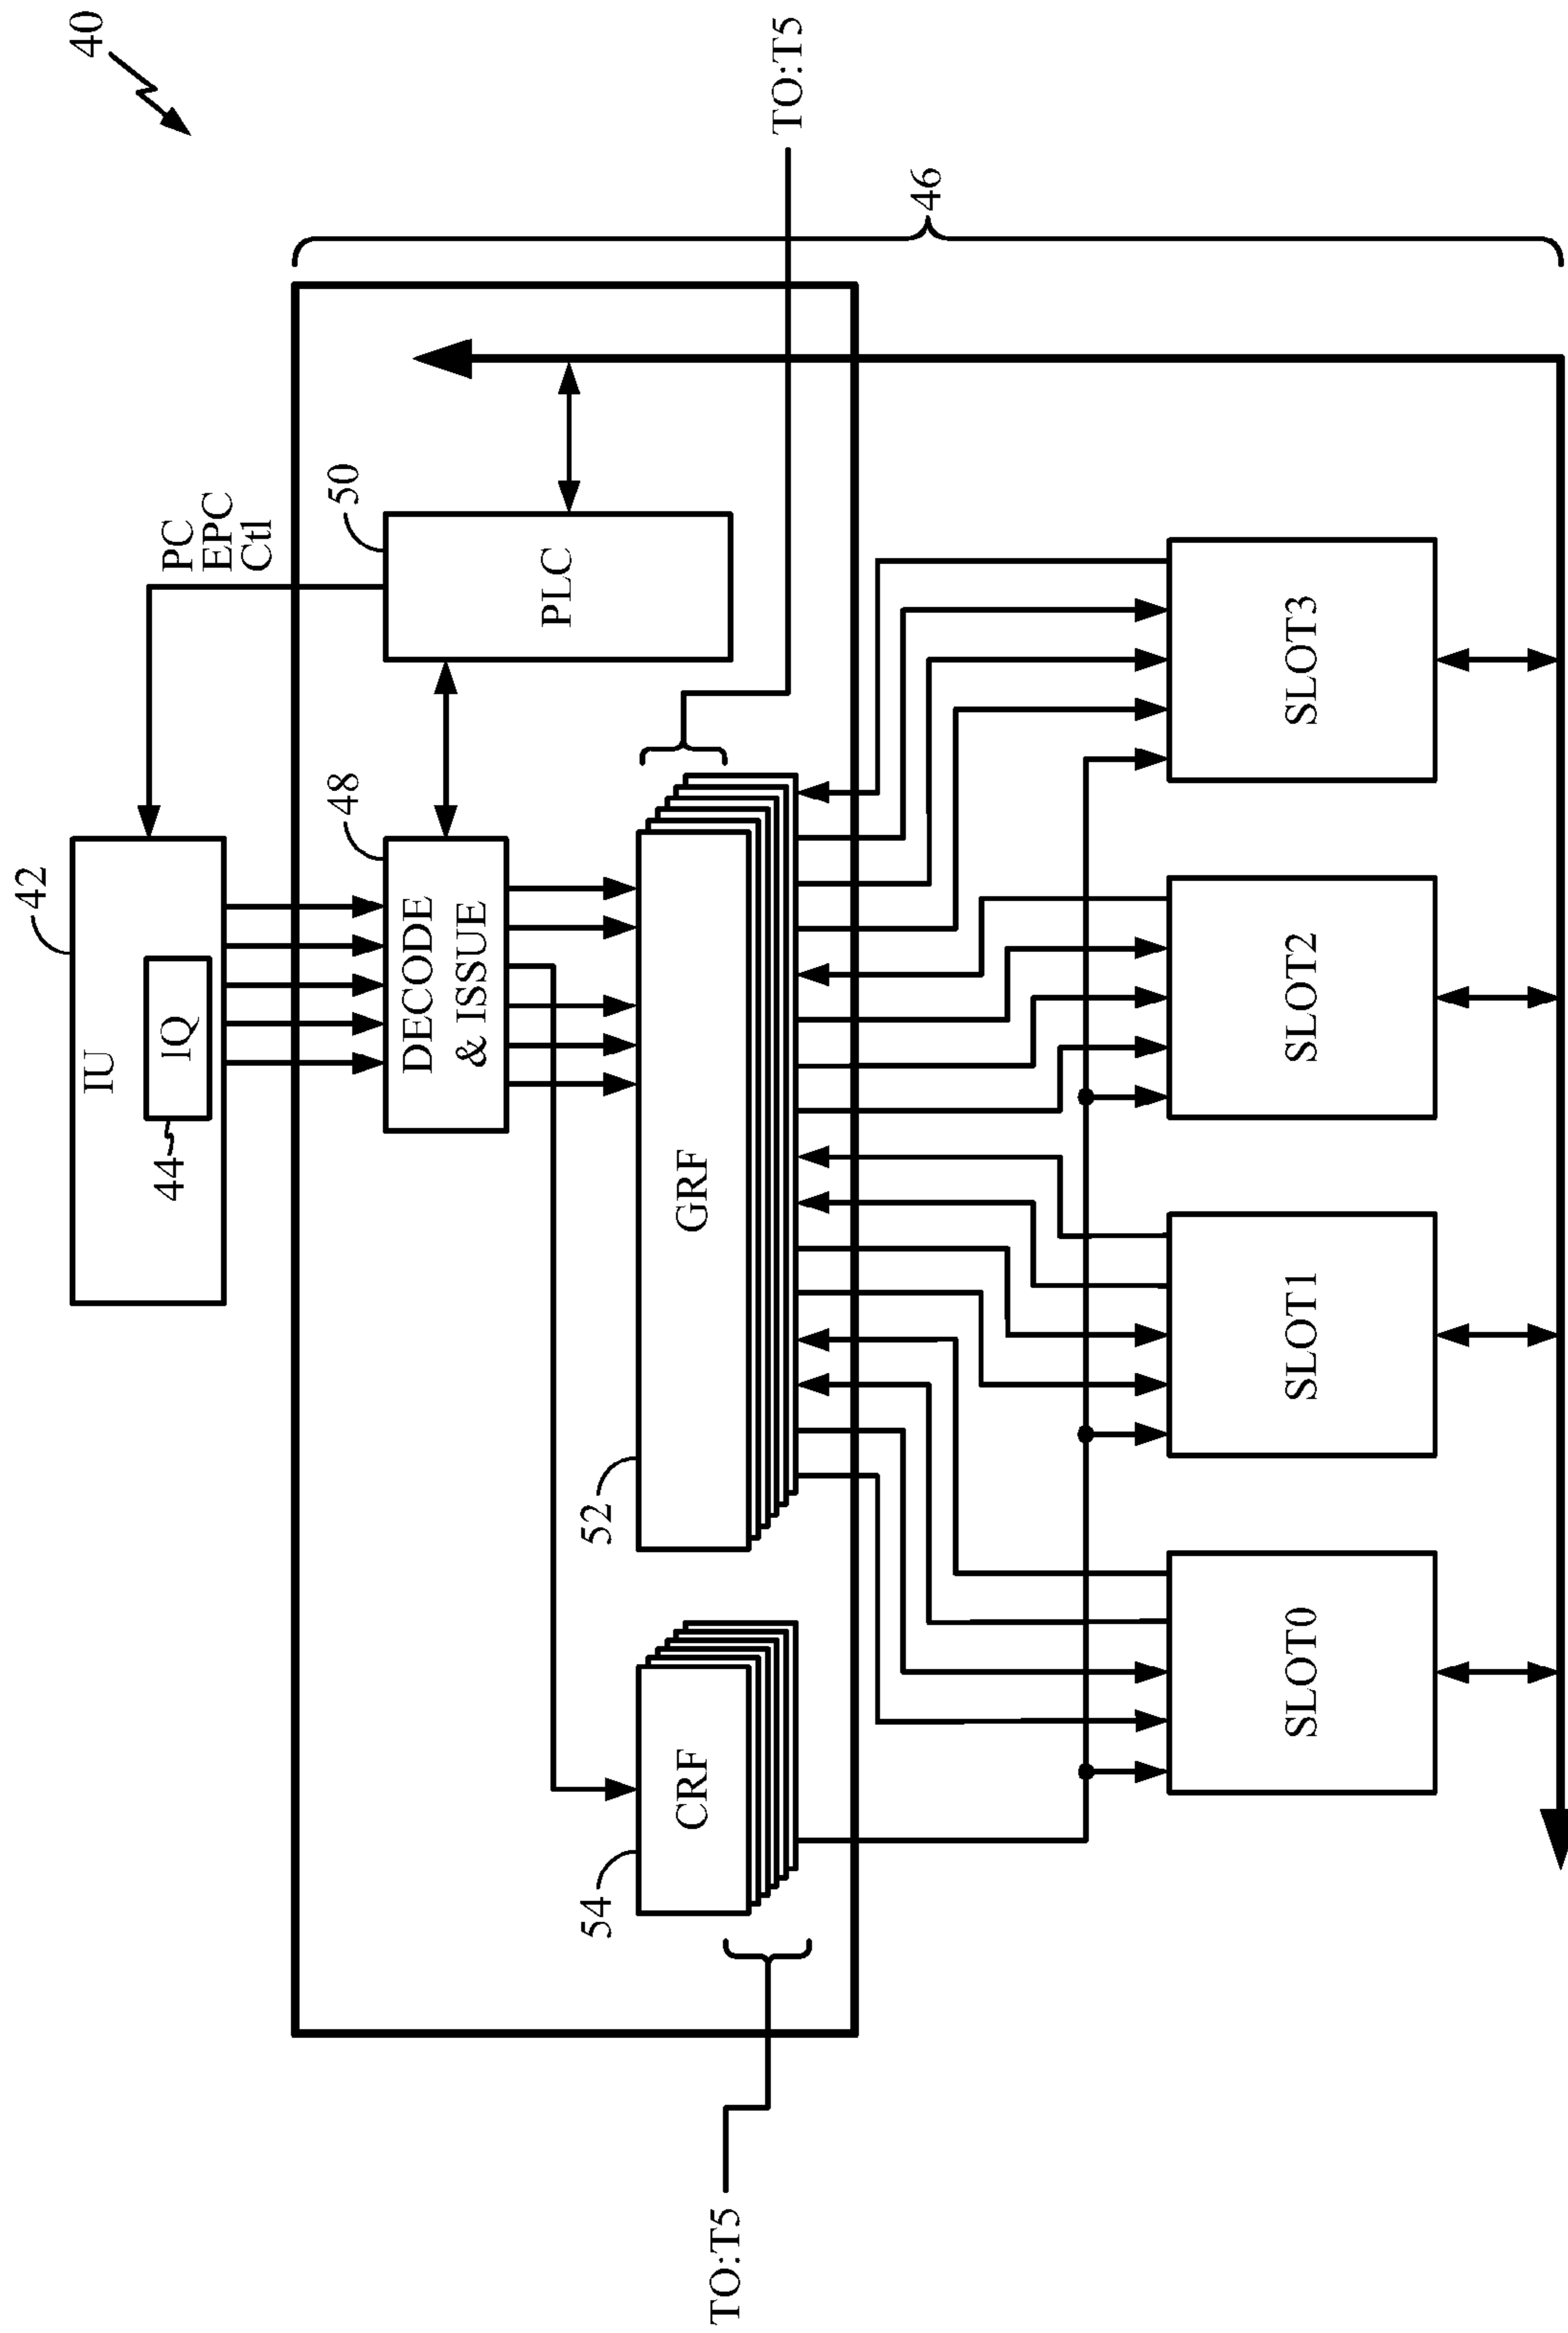 40
42
IU
IQ
44
PC
EPC
Ctl
48
DECODE
& ISSUE
50
PLC
46
TO:T5
52
GRF
54
CRF
TO:T5
SLOT0
SLOT1
SLOT2
SLOT3